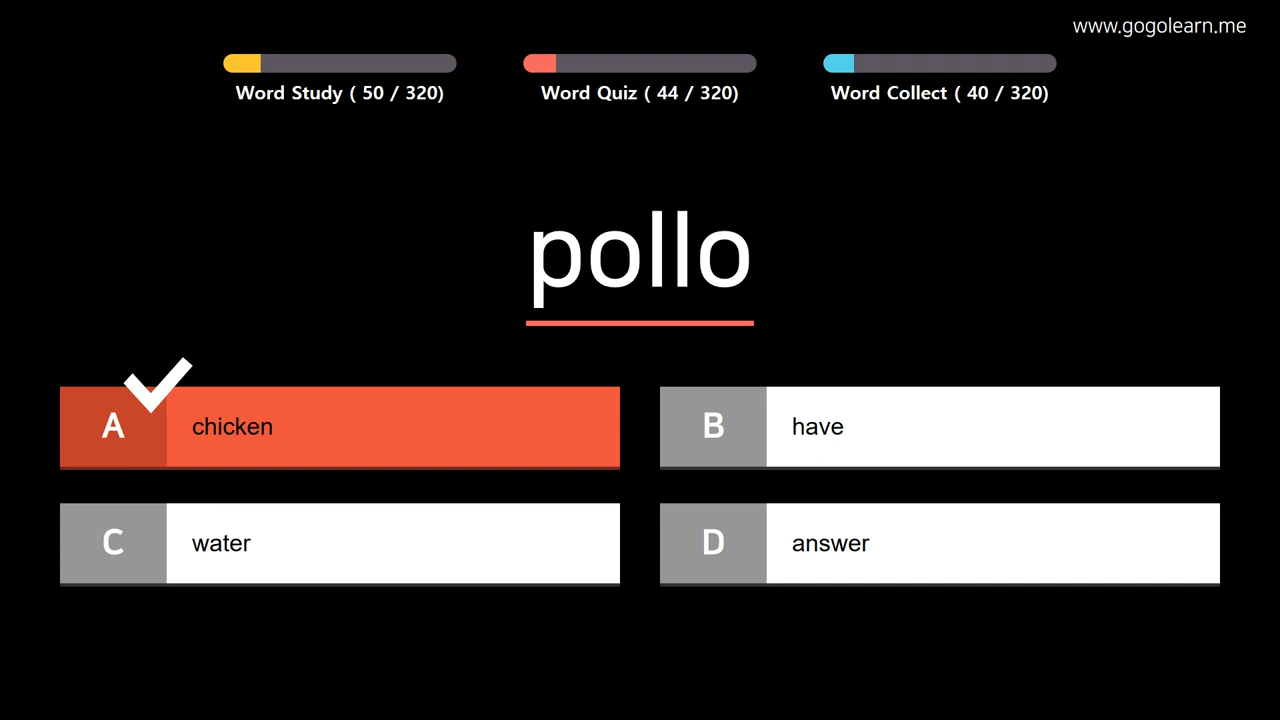 www.gogolearn.me
Word Study ( 50 / 320)
Word Quiz ( 44 / 320)
Word Collect ( 40 / 320)
pollo
A chicken
B have
C water
D answer